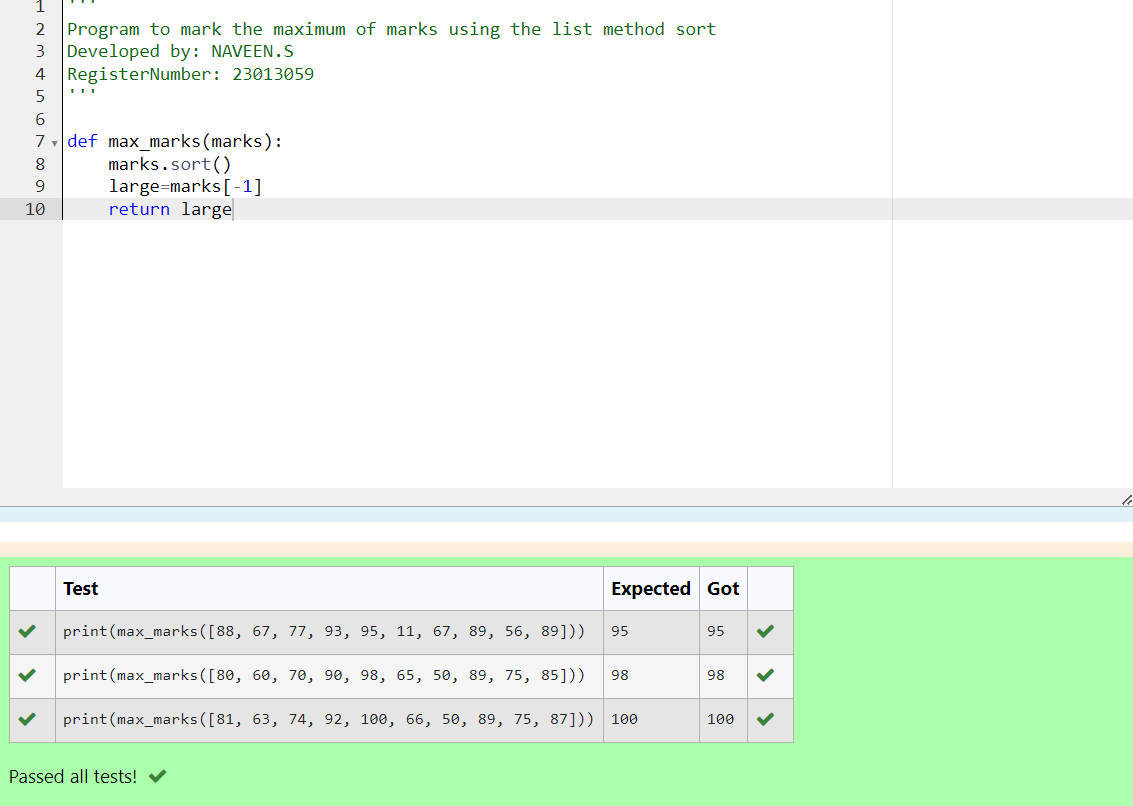 1 '''
2 Program to mark the maximum of marks using the list method sort
3 Developed by: NAVEEN.S
4 RegisterNumber: 23013059
5 '''
6
7 def max_marks(marks):
8     marks.sort()
9     large=marks[-1]
10     return large
Test Expected Got
print(max_marks([88, 67, 77, 93, 95, 11, 67, 89, 56, 89])) 95 95
print(max_marks([80, 60, 70, 90, 98, 65, 50, 89, 75, 85])) 98 98
print(max_marks([81, 63, 74, 92, 100, 66, 50, 89, 75, 87])) 100 100
Passed all tests!